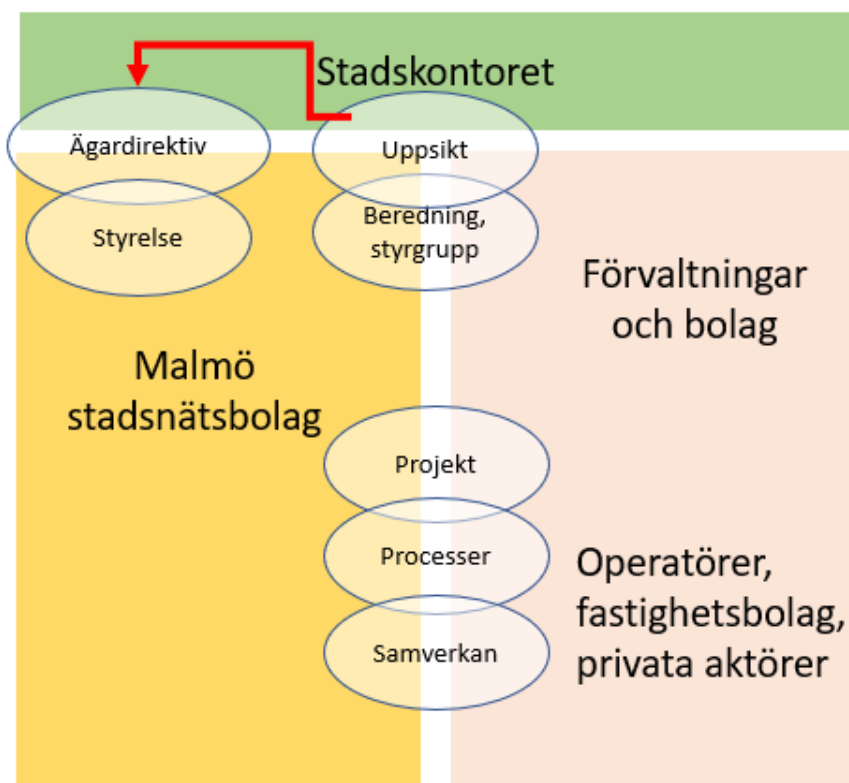 Stadskontoret
Ägardirektiv
Uppsikt
Styrelse
Beredning,
styrgrupp
Förvaltningar
och bolag
Malmö
stadsnätsbolag
Projekt
Processer
Samverkan
Operatörer,
fastighetsbolag,
privata aktörer